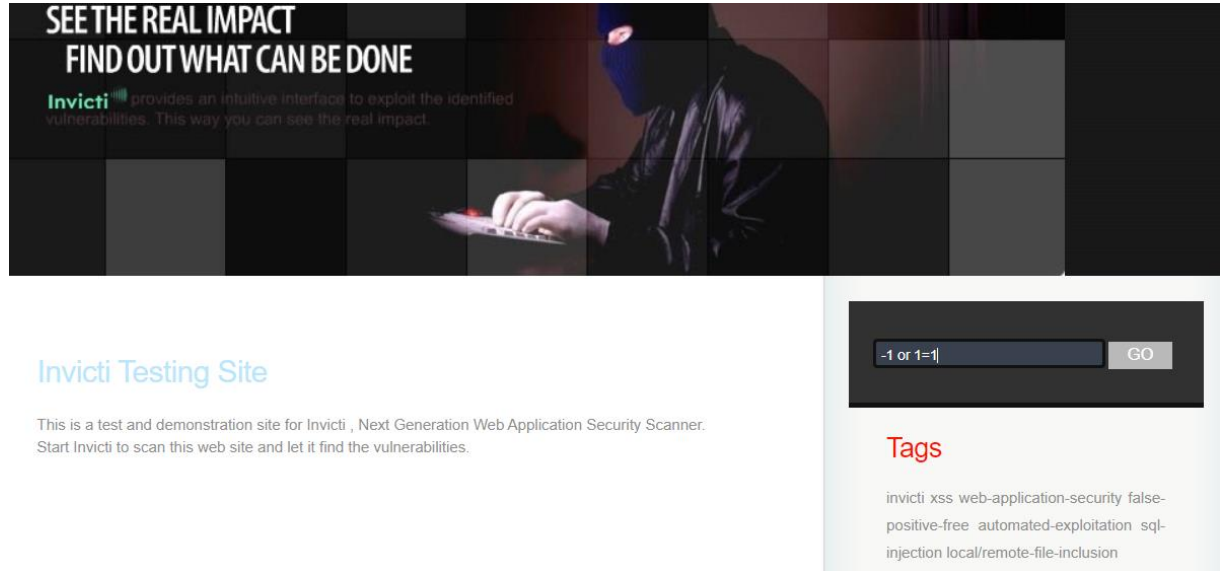 SEE THE REAL IMPACT
FIND OUT WHAT CAN BE DONE
Invicti provides an intuitive interface to exploit the identified
vulnerabilities. This way you can see the real impact.
Invicti Testing Site
This is a test and demonstration site for Invicti , Next Generation Web Application Security Scanner.
Start Invicti to scan this web site and let it find the vulnerabilities.
-1 or 1=1
GO
Tags
invicti xss web-application-security false-
positive-free automated-exploitation sql-
injection local/remote-file-inclusion